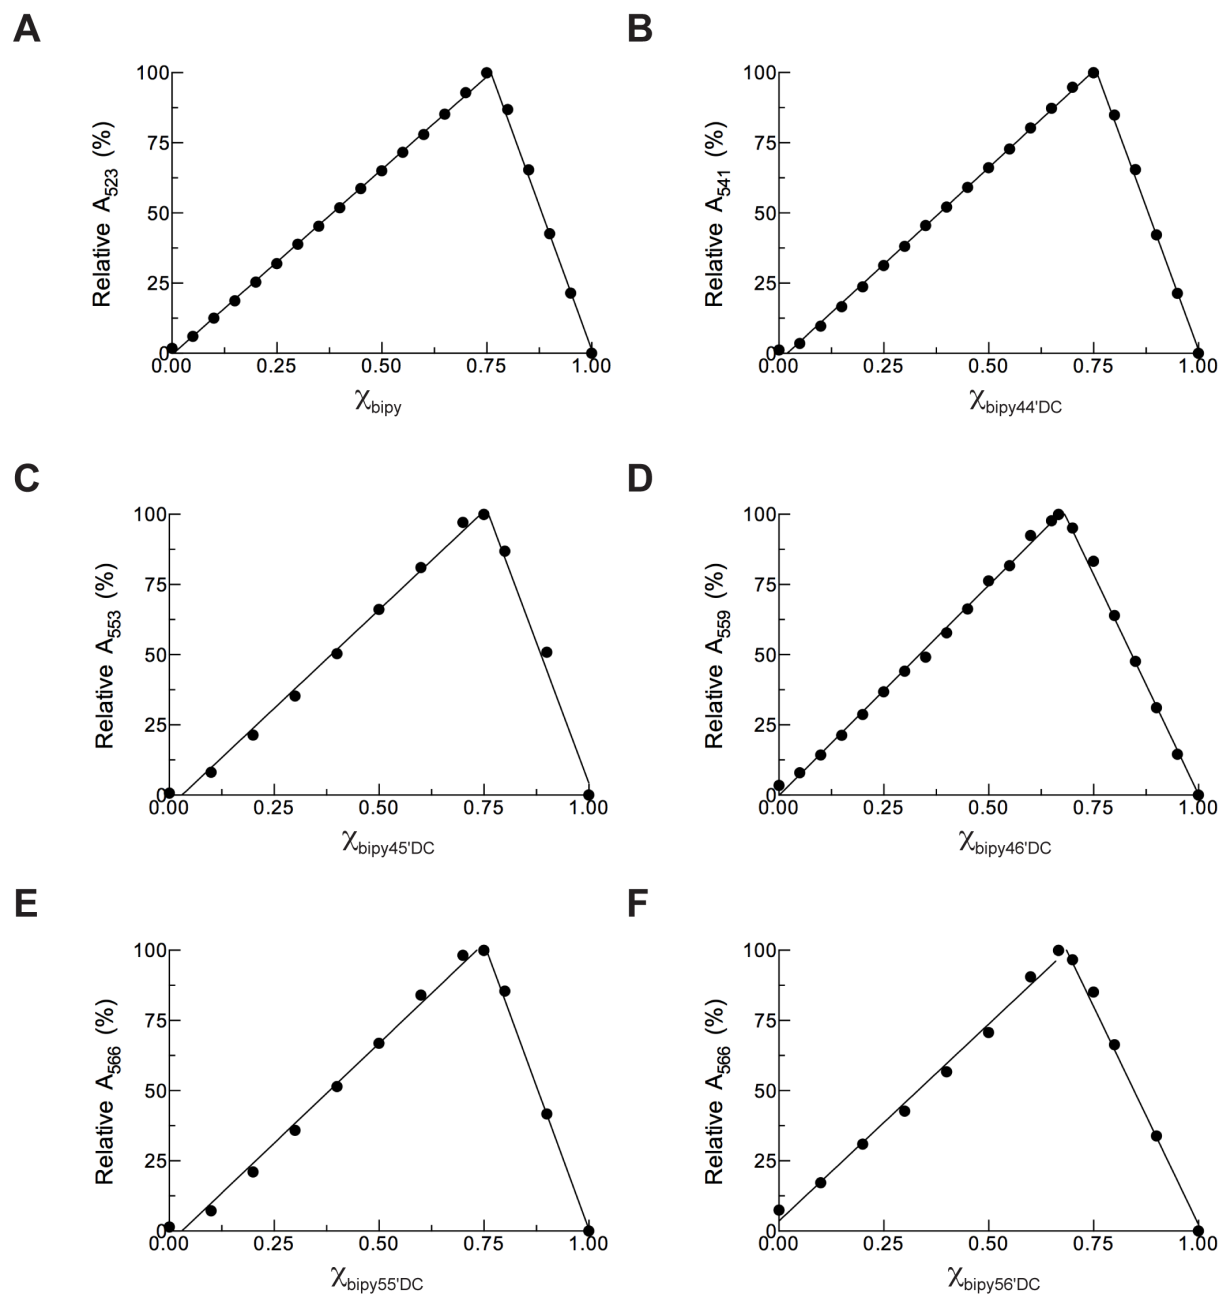 A
B
Relative A523 (%)
100
75
50
25
0
0.00 0.25 0.50 0.75 1.00
χbipy
Relative A541 (%)
100
75
50
25
0
0.00 0.25 0.50 0.75 1.00
χbipy44'DC
C
D
Relative A553 (%)
100
75
50
25
0
0.00 0.25 0.50 0.75 1.00
χbipy45'DC
Relative A559 (%)
100
75
50
25
0
0.00 0.25 0.50 0.75 1.00
χbipy46'DC
E
F
Relative A566 (%)
100
75
50
25
0
0.00 0.25 0.50 0.75 1.00
χbipy55'DC
Relative A566 (%)
100
75
50
25
0
0.00 0.25 0.50 0.75 1.00
χbipy56'DC